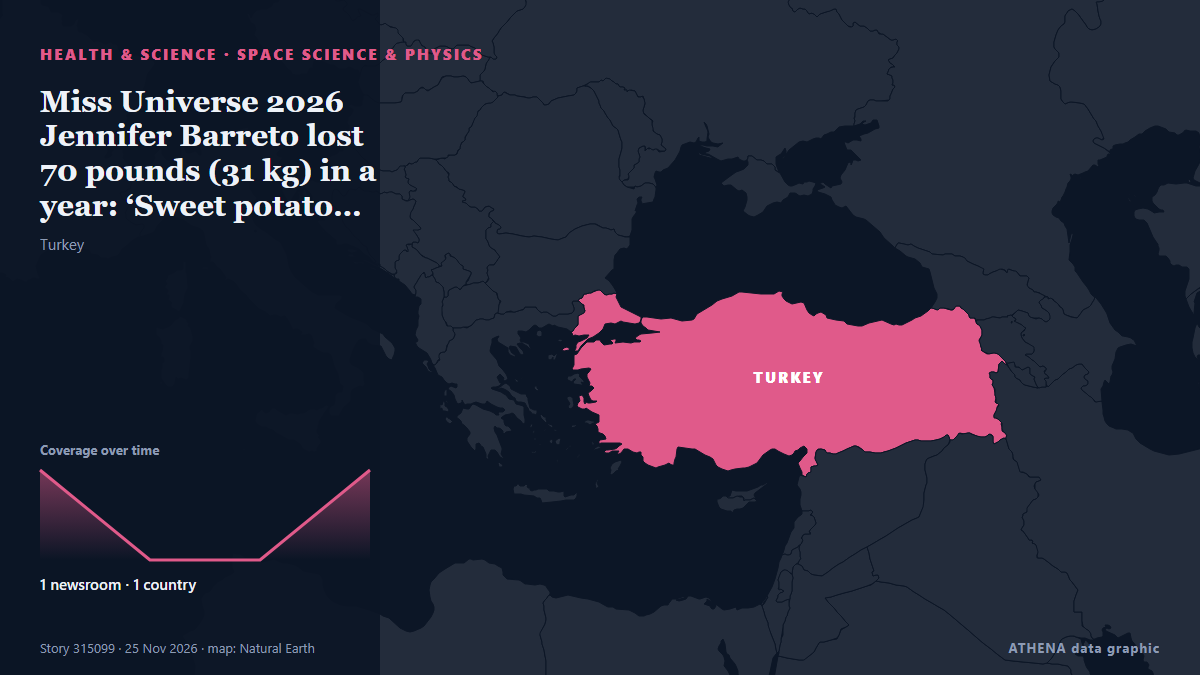 HEALTH & SCIENCE · SPACE SCIENCE & PHYSICS
Miss Universe 2026
Jennifer Barreto lost
70 pounds (31 kg) in a
year: ‘Sweet potato…
Turkey
TURKEY
Coverage over time
1 newsroom · 1 country
Story 315099 · 25 Nov 2026 · map: Natural Earth
ATHENA data graphic